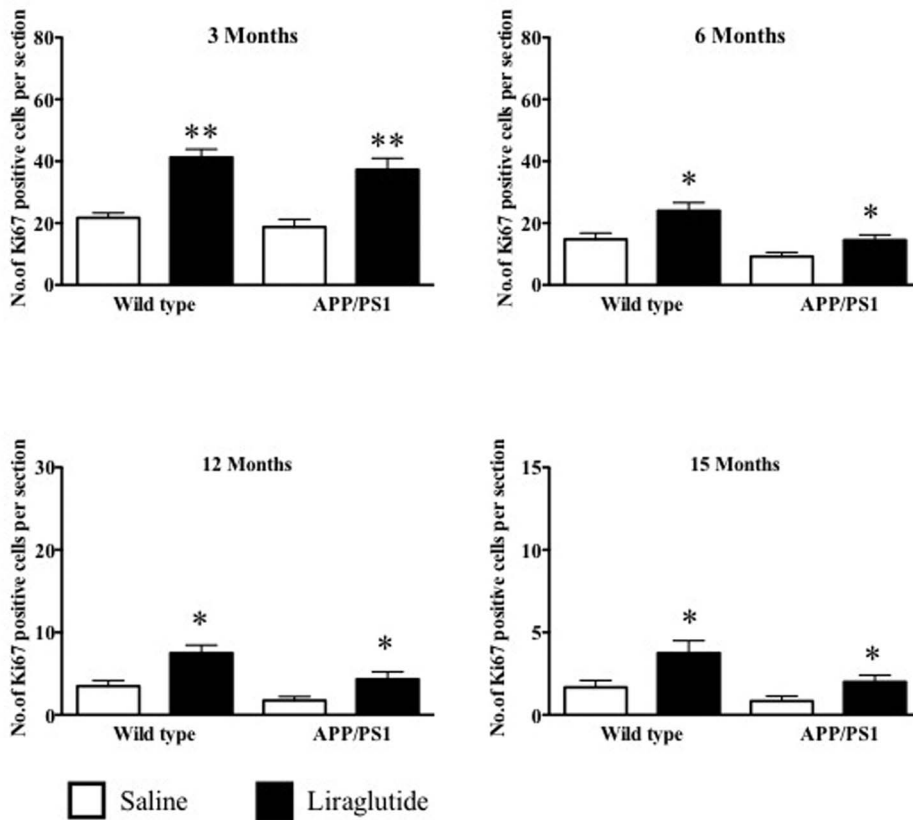 3 Months
No.of Ki67 positive cells per section
80
60
40
20
0
** **
Wild type APP/PS1
6 Months
No.of Ki67 positive cells per section
80
60
40
20
0
* *
Wild type APP/PS1
12 Months
No.of Ki67 positive cells per section
30
20
10
0
* *
Wild type APP/PS1
15 Months
No.of Ki67 positive cells per section
15
10
5
0
* *
Wild type APP/PS1
Saline Liraglutide